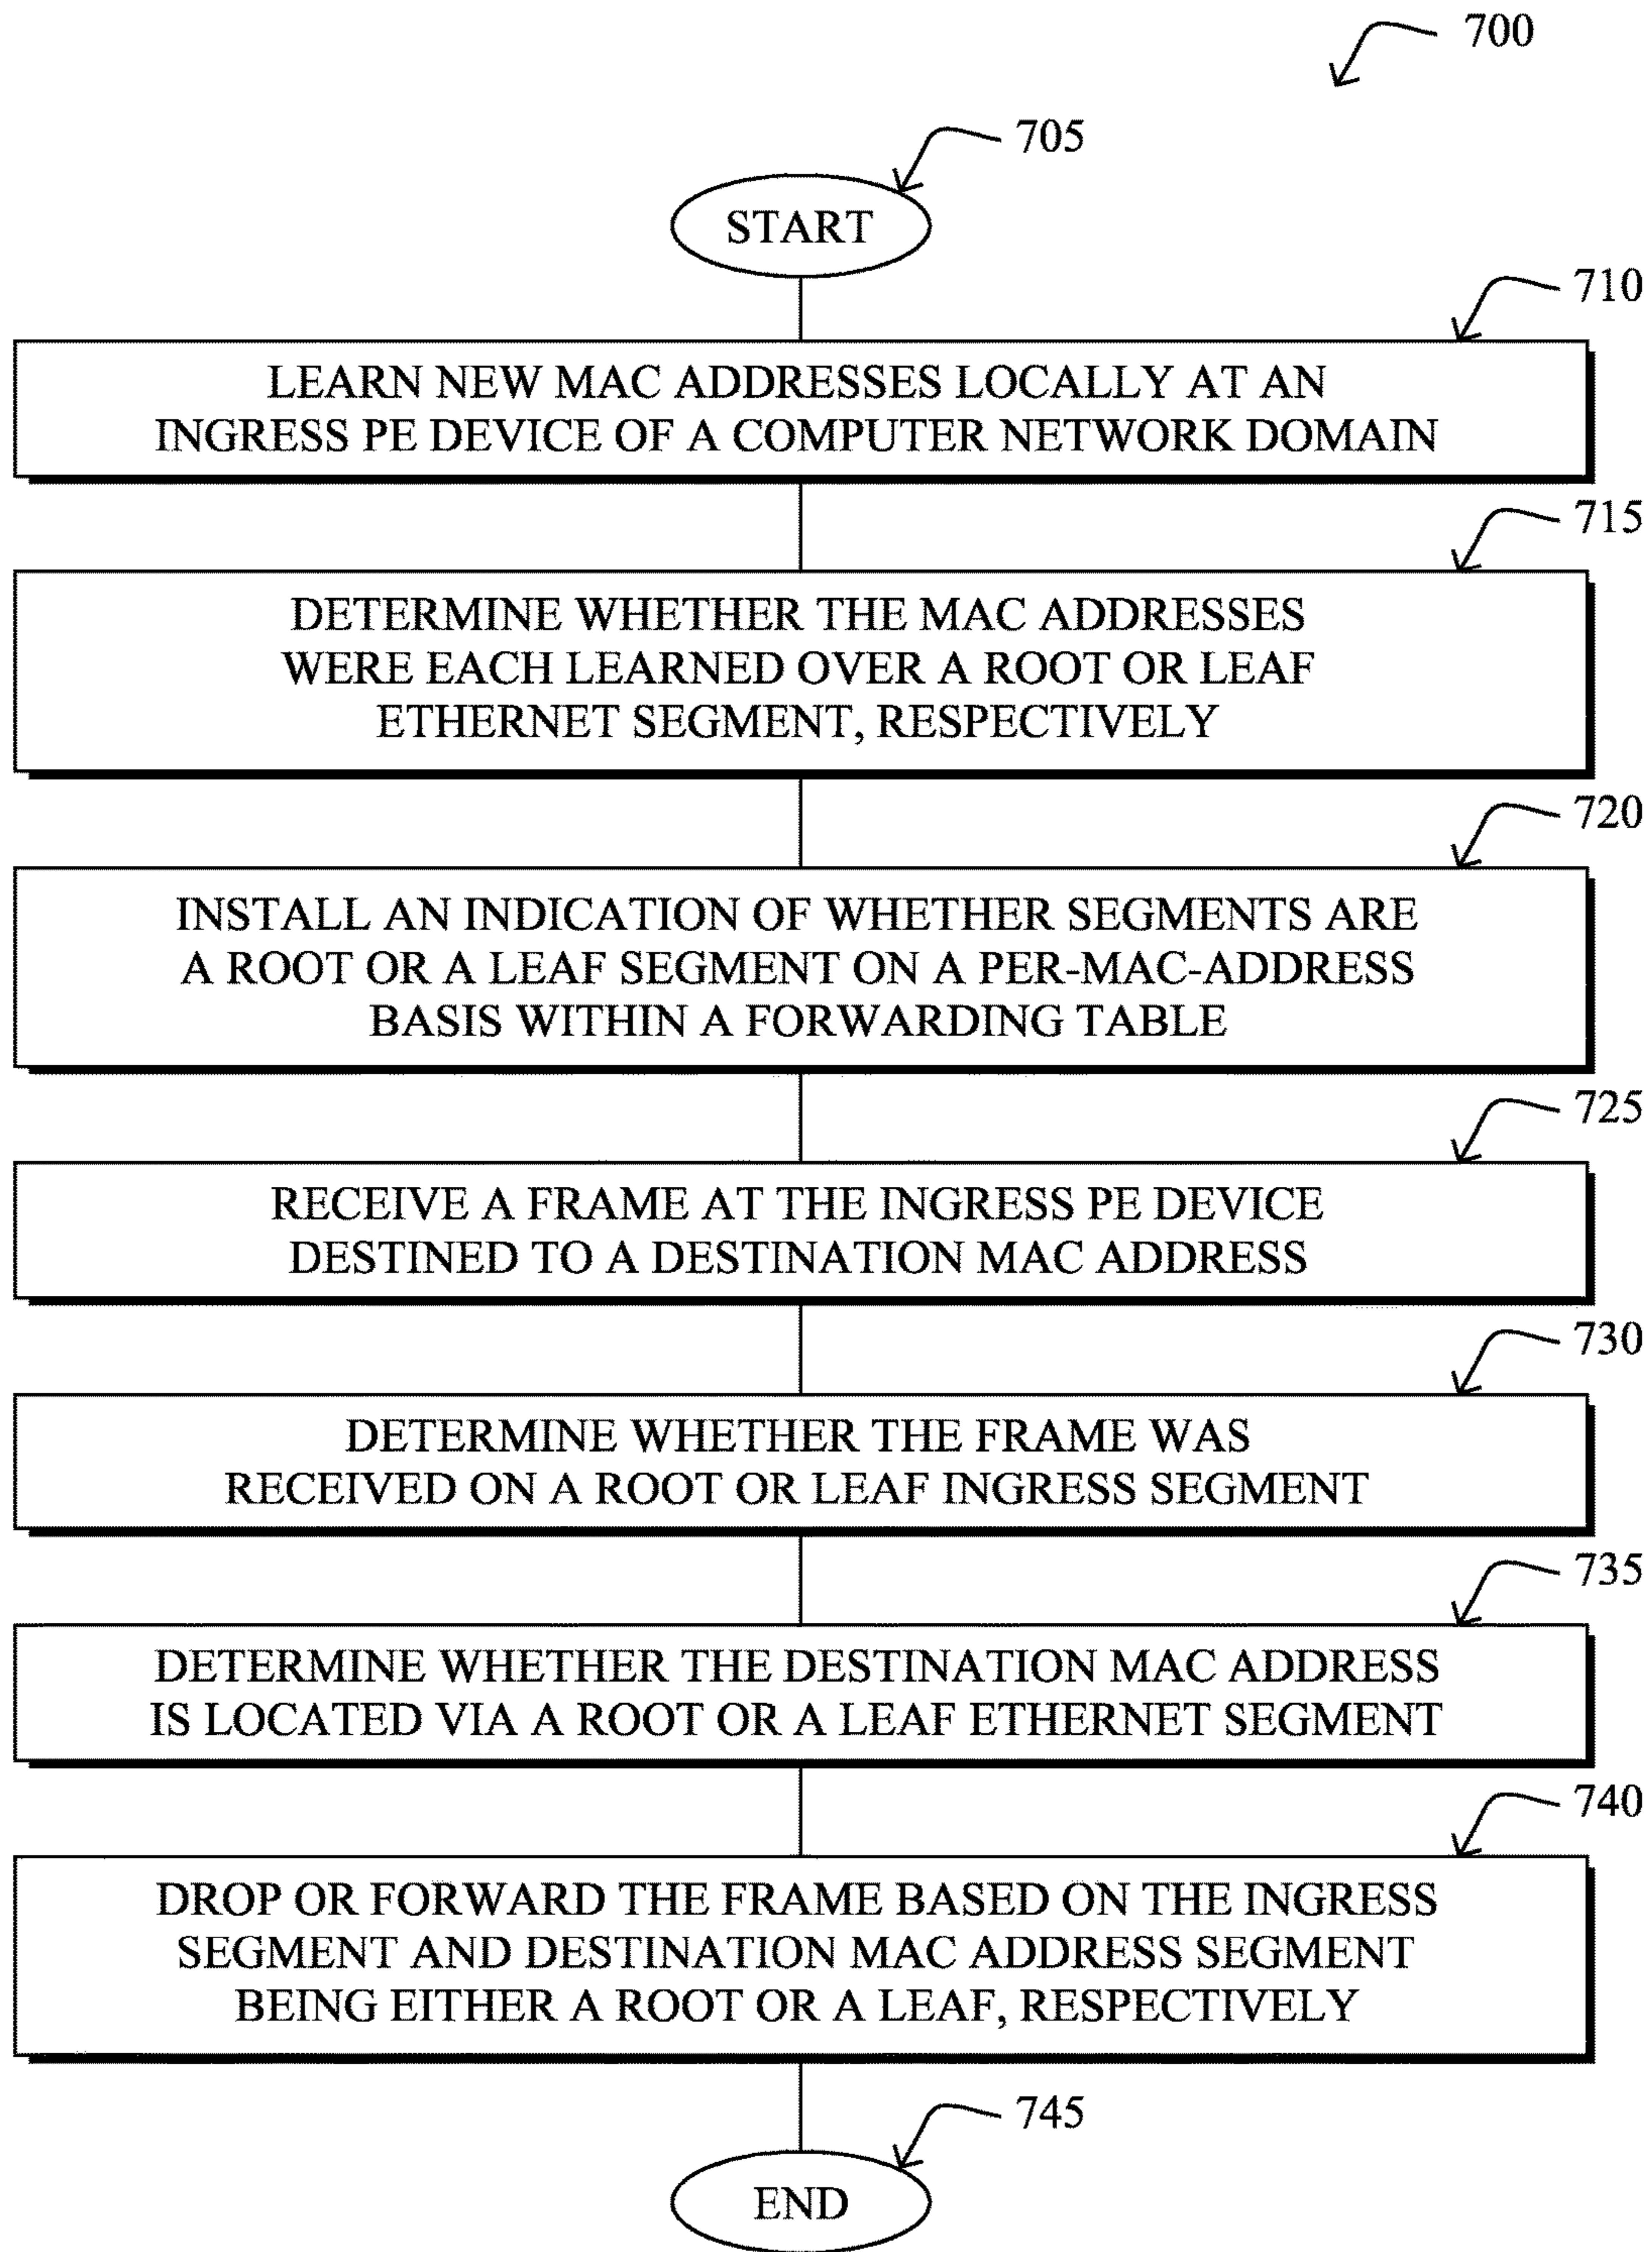 700
705
START
710
LEARN NEW MAC ADDRESSES LOCALLY AT AN
INGRESS PE DEVICE OF A COMPUTER NETWORK DOMAIN
715
DETERMINE WHETHER THE MAC ADDRESSES
WERE EACH LEARNED OVER A ROOT OR LEAF
ETHERNET SEGMENT, RESPECTIVELY
720
INSTALL AN INDICATION OF WHETHER SEGMENTS ARE
A ROOT OR A LEAF SEGMENT ON A PER-MAC-ADDRESS
BASIS WITHIN A FORWARDING TABLE
725
RECEIVE A FRAME AT THE INGRESS PE DEVICE
DESTINED TO A DESTINATION MAC ADDRESS
730
DETERMINE WHETHER THE FRAME WAS
RECEIVED ON A ROOT OR LEAF INGRESS SEGMENT
735
DETERMINE WHETHER THE DESTINATION MAC ADDRESS
IS LOCATED VIA A ROOT OR A LEAF ETHERNET SEGMENT
740
DROP OR FORWARD THE FRAME BASED ON THE INGRESS
SEGMENT AND DESTINATION MAC ADDRESS SEGMENT
BEING EITHER A ROOT OR A LEAF, RESPECTIVELY
745
END